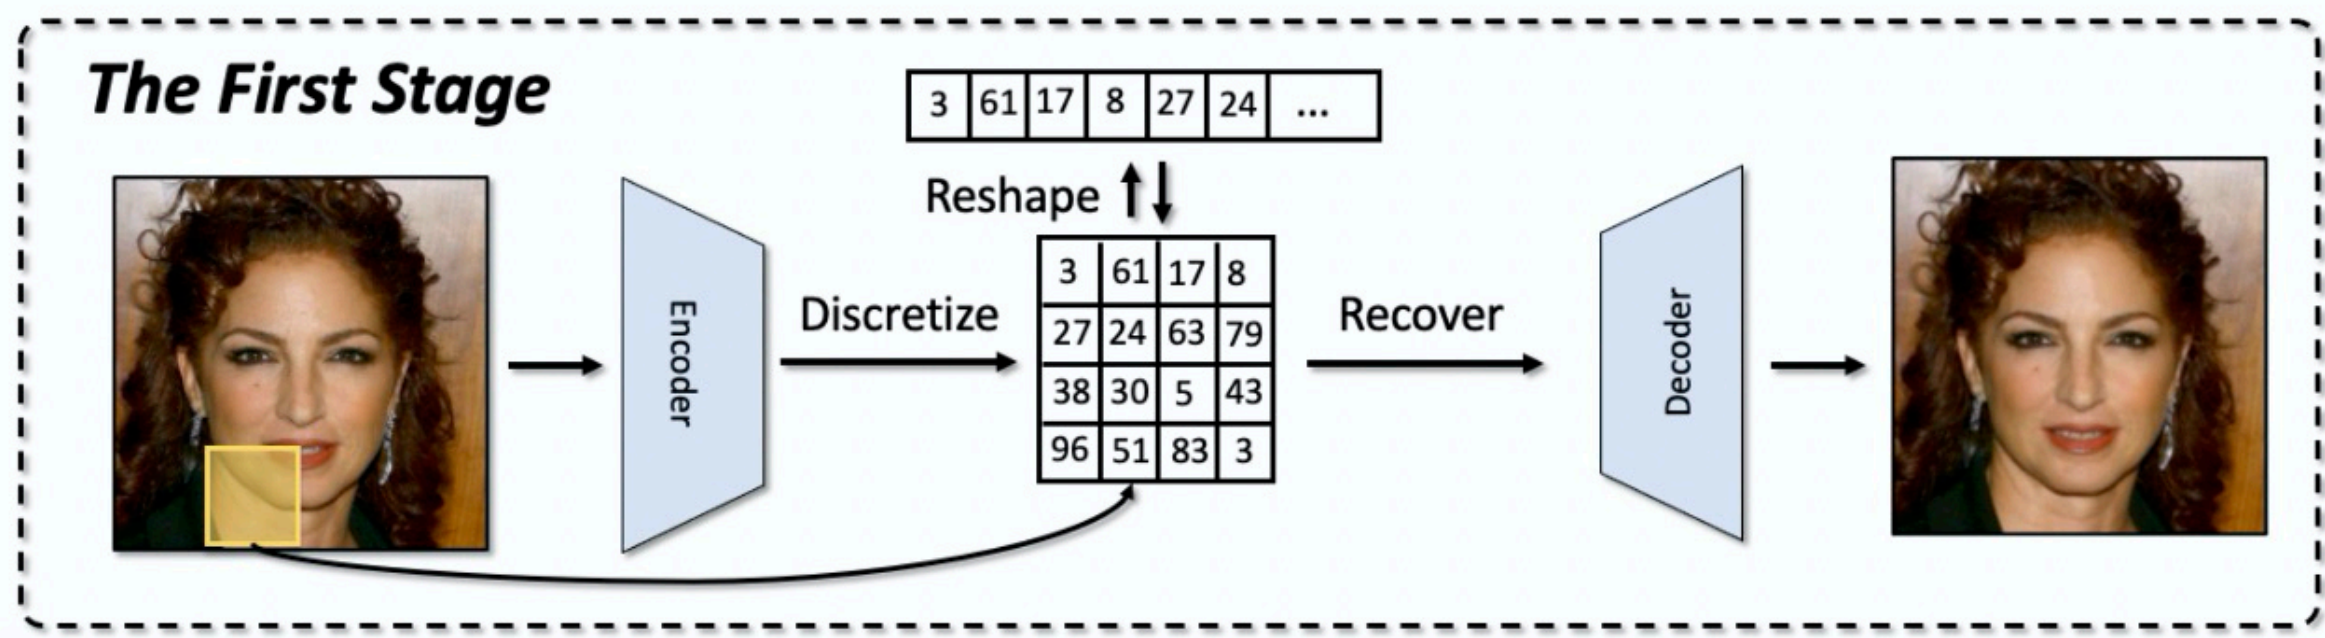 The First Stage
3 61 17 8 27 24 ...
Reshape
3 61 17 8
27 24 63 79
38 30 5 43
96 51 83 3
Encoder
Discretize
Recover
Decoder